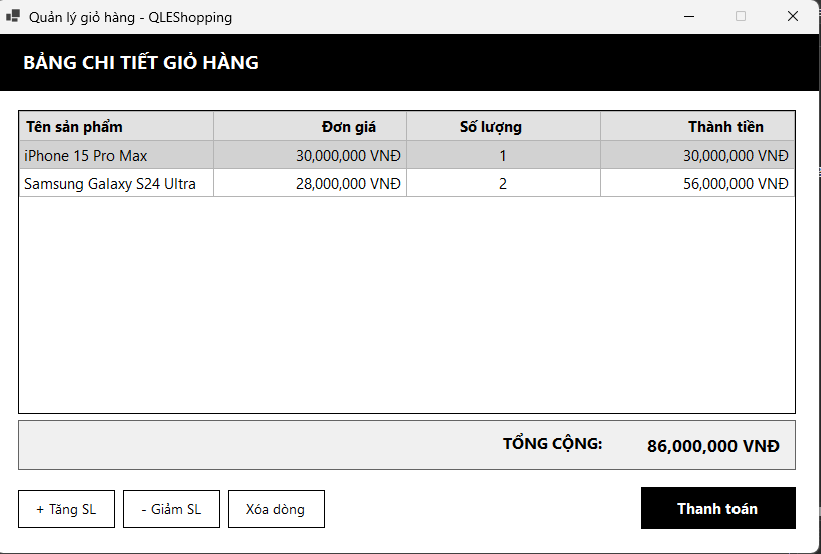 Quản lý giỏ hàng - QLEShopping
BẢNG CHI TIẾT GIỎ HÀNG
Tên sản phẩm Đơn giá Số lượng Thành tiền
iPhone 15 Pro Max 30,000,000 VNĐ 1 30,000,000 VNĐ
Samsung Galaxy S24 Ultra 28,000,000 VNĐ 2 56,000,000 VNĐ
TỔNG CỘNG: 86,000,000 VNĐ
+ Tăng SL - Giảm SL Xóa dòng Thanh toán